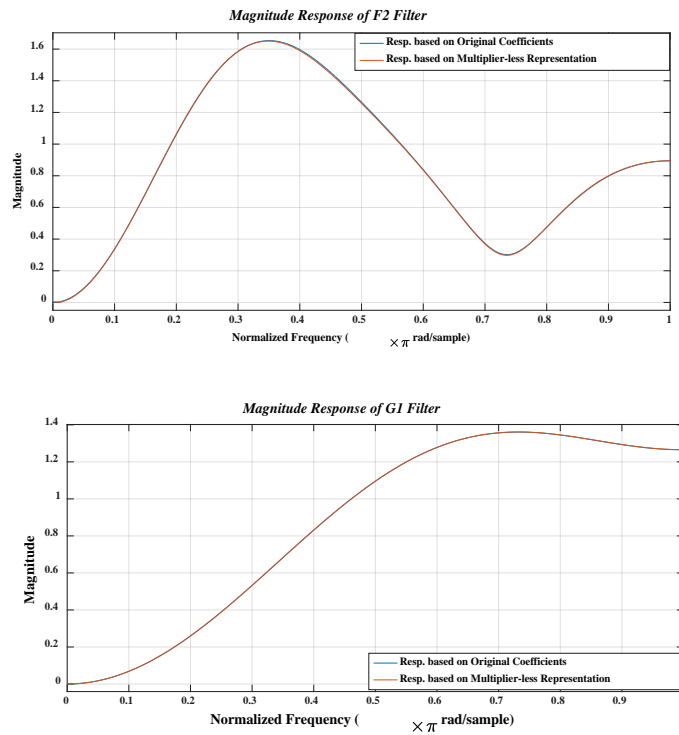 Magnitude Response of F2 Filter
Resp. based on Original Coefficients
Resp. based on Multiplier-less Representation
Magnitude
1.6
1.4
1.2
1
0.8
0.6
0.4
0.2
0
0 0.1 0.2 0.3 0.4 0.5 0.6 0.7 0.8 0.9 1
Normalized Frequency ( ×π rad/sample)
Magnitude Response of G1 Filter
Magnitude
1.4
1.2
1
0.8
0.6
0.4
0.2
0
Resp. based on Original Coefficients
Resp. based on Multiplier-less Representation
0 0.1 0.2 0.3 0.4 0.5 0.6 0.7 0.8 0.9
Normalized Frequency ( ×π rad/sample)